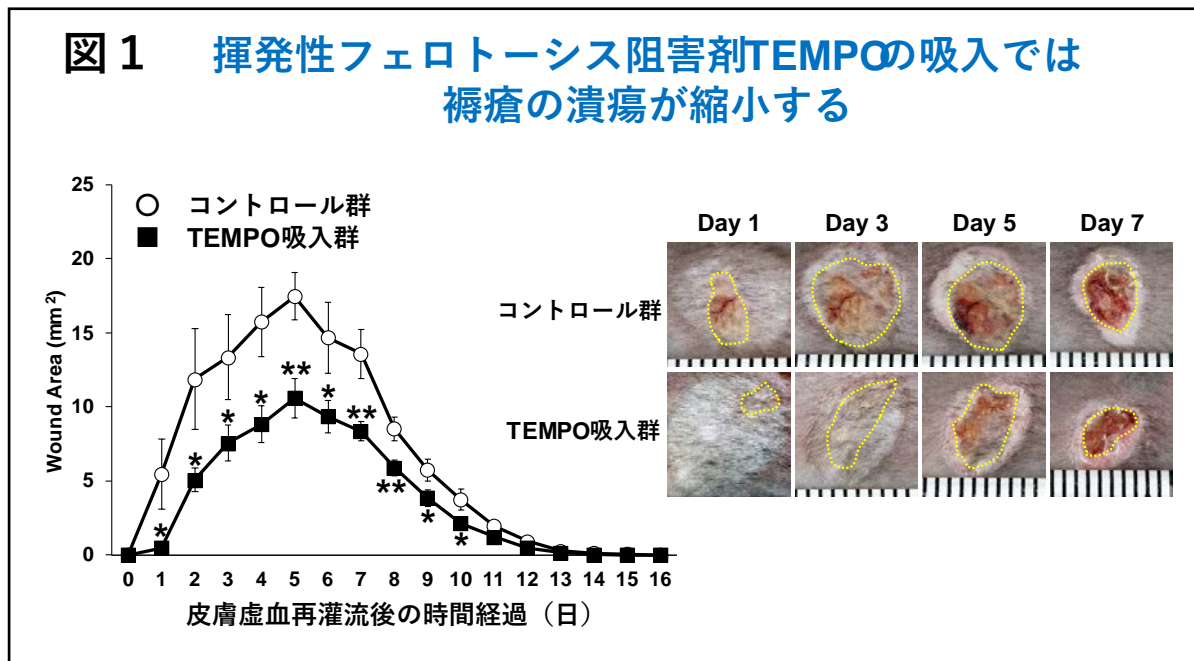 図1 揮発性フェロトーシス阻害剤TEMPOの吸入では
褥瘡の潰瘍が縮小する
25
20
15
10
5
0
Wound Area (mm²)
コントロール群
TEMPO吸入群
*
*
*
*
**
*
**
**
*
*
0 1 2 3 4 5 6 7 8 9 10 11 12 13 14 15 16
皮膚虚血再灌流後の時間経過（日）
Day 1 Day 3 Day 5 Day 7
コントロール群
TEMPO吸入群